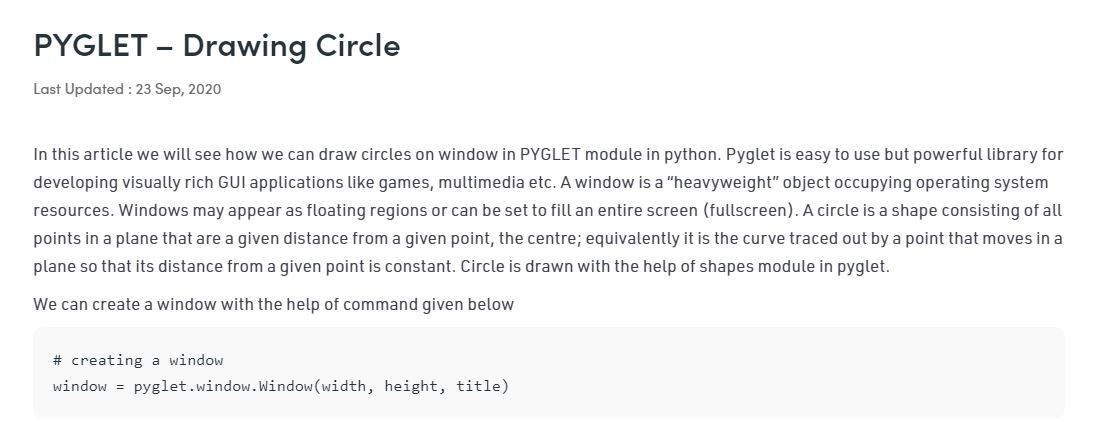 PYGLET – Drawing Circle
Last Updated : 23 Sep, 2020
In this article we will see how we can draw circles on window in PYGLET module in python. Pyglet is easy to use but powerful library for
developing visually rich GUI applications like games, multimedia etc. A window is a “heavyweight” object occupying operating system
resources. Windows may appear as floating regions or can be set to fill an entire screen (fullscreen). A circle is a shape consisting of all
points in a plane that are a given distance from a given point, the centre; equivalently it is the curve traced out by a point that moves in a
plane so that its distance from a given point is constant. Circle is drawn with the help of shapes module in pyglet.
We can create a window with the help of command given below
# creating a window
window = pyglet.window.Window(width, height, title)